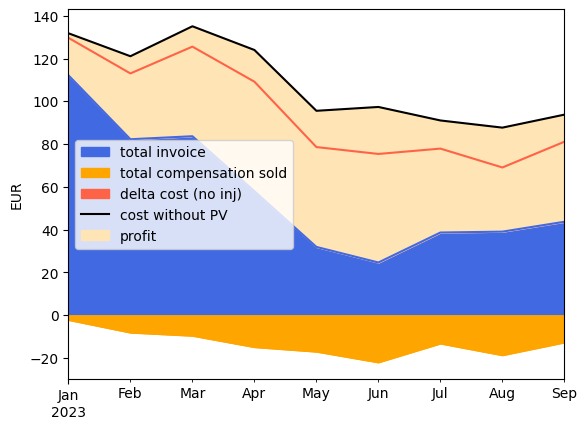 140
120
100
80
60
40
20
0
−20
EUR
total invoice
total compensation sold
delta cost (no inj)
cost without PV
profit
Jan Feb Mar Apr May Jun Jul Aug Sep
2023